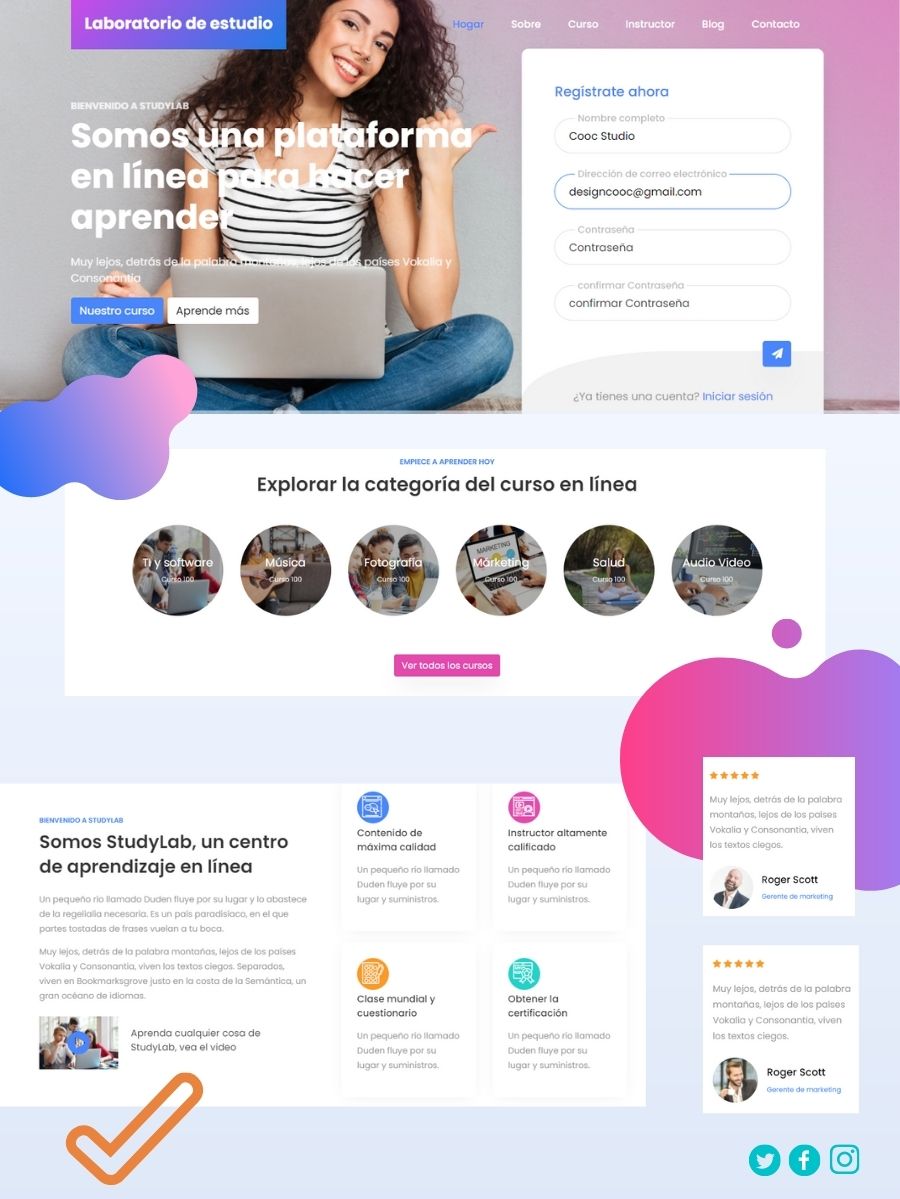 Laboratorio de estudio
Hogar Sobre Curso Instructor Blog Contacto
BIENVENIDO A STUDYLAB
Somos una plataforma
en línea para hacer
aprender
Muy lejos, detrás de la palabra montañas, lejos de los países Vokalia y
Consonantia
Nuestro curso Aprende más
Regístrate ahora
Nombre completo
Cooc Studio
Dirección de correo electrónico
designcooc@gmail.com
Contraseña
Contraseña
confirmar Contraseña
confirmar Contraseña
¿Ya tienes una cuenta? Iniciar sesión
EMPIECE A APRENDER HOY
Explorar la categoría del curso en línea
Ti y software
Curso 100
Música
Curso 100
Fotografía
Curso 100
MARKETING
Márketing
Curso 100
Salud
Curso 100
Audio Video
Curso 100
Ver todos los cursos
BIENVENIDO A STUDYLAB
Somos StudyLab, un centro
de aprendizaje en línea
Un pequeño río llamado Duden fluye por su lugar y lo abastece
de la regelialia necesaria. Es un país paradisíaco, en el que
partes tostadas de frases vuelan a tu boca.
Muy lejos, detrás de la palabra montañas, lejos de los países
Vokalia y Consonantia, viven los textos ciegos. Separados,
viven en Bookmarksgrove justo en la costa de la Semántica, un
gran océano de idiomas.
Aprenda cualquier cosa de
StudyLab, vea el video
Contenido de
máxima calidad
Un pequeño río llamado
Duden fluye por su
lugar y suministros.
Instructor altamente
calificado
Un pequeño río llamado
Duden fluye por su
lugar y suministros.
Clase mundial y
cuestionario
Un pequeño río llamado
Duden fluye por su
lugar y suministros.
Obtener la
certificación
Un pequeño río llamado
Duden fluye por su
lugar y suministros.
Muy lejos, detrás de la palabra
montañas, lejos de los países
Vokalia y Consonantia, viven
los textos ciegos.
Roger Scott
Gerente de marketing
Muy lejos, detrás de la palabra
montañas, lejos de los países
Vokalia y Consonantia, viven
los textos ciegos.
Roger Scott
Gerente de marketing